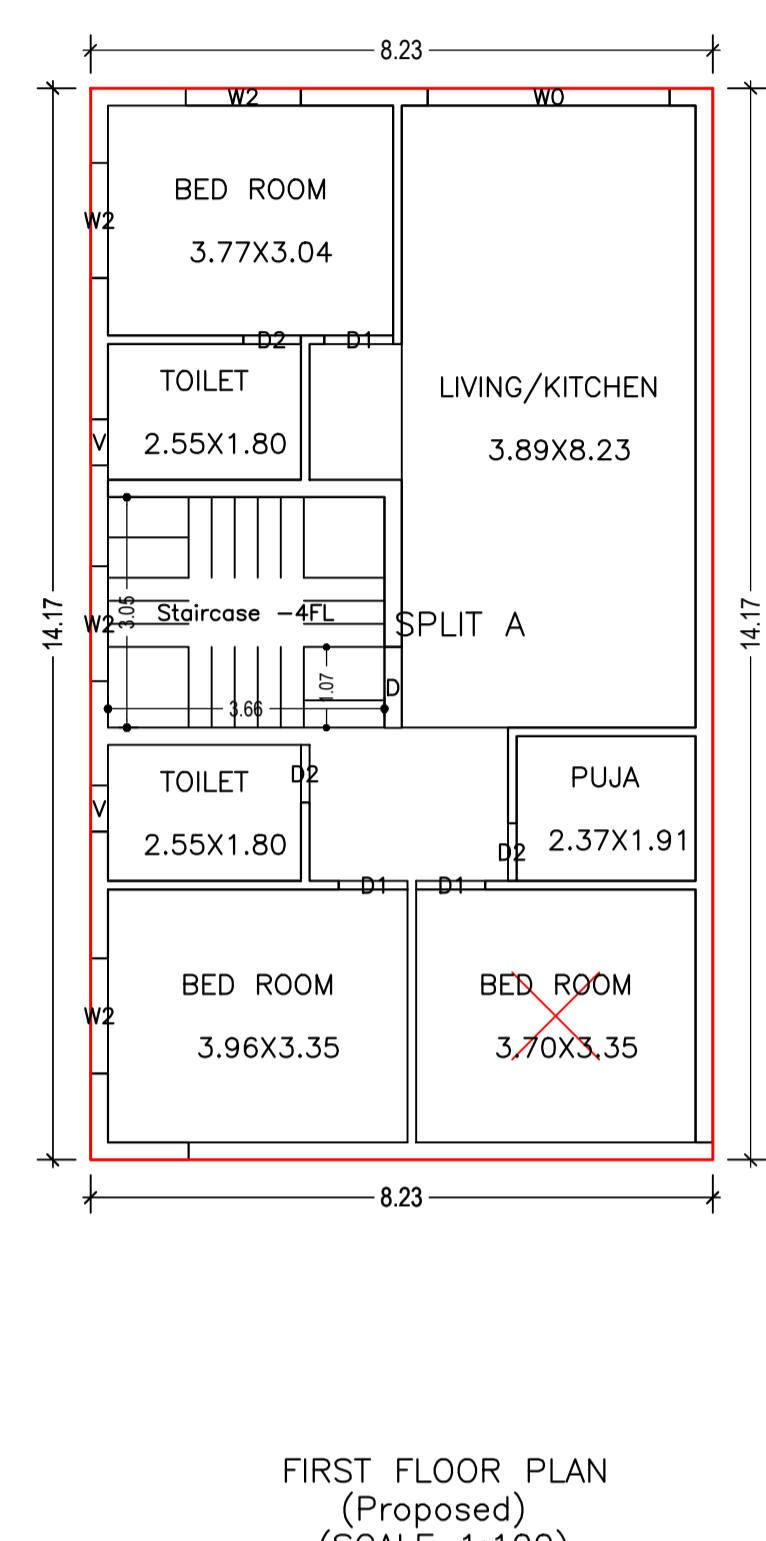 8.23
W2
WO
BED ROOM
W2
3.77X3.04
D2
D1
TOILET
LIVING/KITCHEN
V
2.55X1.80
3.89X8.23
14.17
14.17
W2
3.05
Staircase -4FL
SPLIT A
1.07
D
3.66
TOILET
D2
PUJA
V
2.55X1.80
D2
2.37X1.91
D1
D1
BED ROOM
BED ROOM
W2
3.96X3.35
3.70X3.35
8.23
FIRST FLOOR PLAN
(Proposed)
(SCALE 1:100)